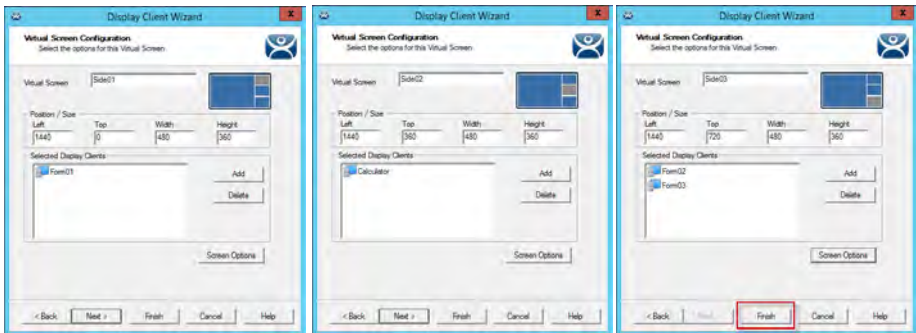 Display Client Wizard
x
Virtual Screen Configuration
Select the options for this Virtual Screen.
Virtual Screen Side01
Position / Size
Left Top Width Height
1440 0 480 360
Selected Display Clients
Form01
Add
Delete
Screen Options
< Back Next > Finish Cancel Help
Display Client Wizard
x
Virtual Screen Configuration
Select the options for this Virtual Screen.
Virtual Screen Side02
Position / Size
Left Top Width Height
1440 360 480 360
Selected Display Clients
Calculator
Add
Delete
Screen Options
< Back Next > Finish Cancel Help
Display Client Wizard
x
Virtual Screen Configuration
Select the options for this Virtual Screen.
Virtual Screen Side03
Position / Size
Left Top Width Height
1440 720 480 360
Selected Display Clients
Form02
Add
Form03
Delete
Screen Options
< Back Next > Finish Cancel Help